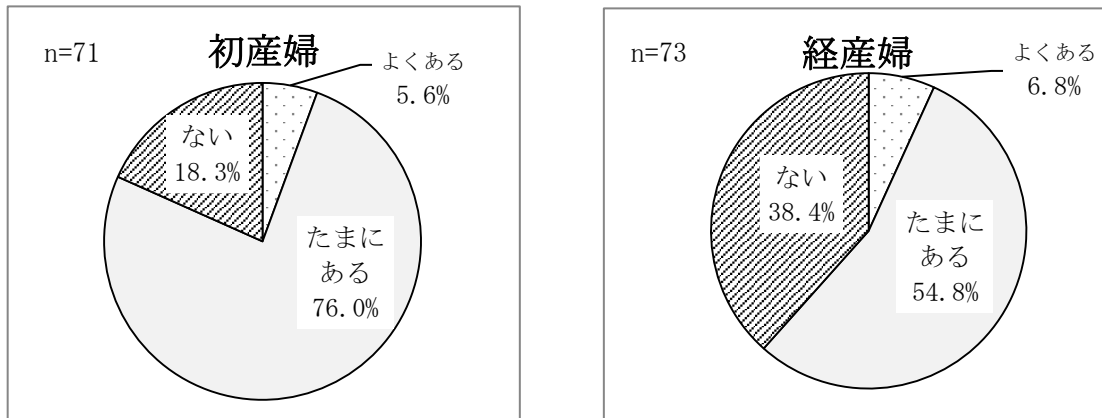 n=71
初産婦
よくある
5.6%
ない
18.3%
たまに
ある
76.0%
n=73
経産婦
よくある
6.8%
ない
38.4%
たまに
ある
54.8%